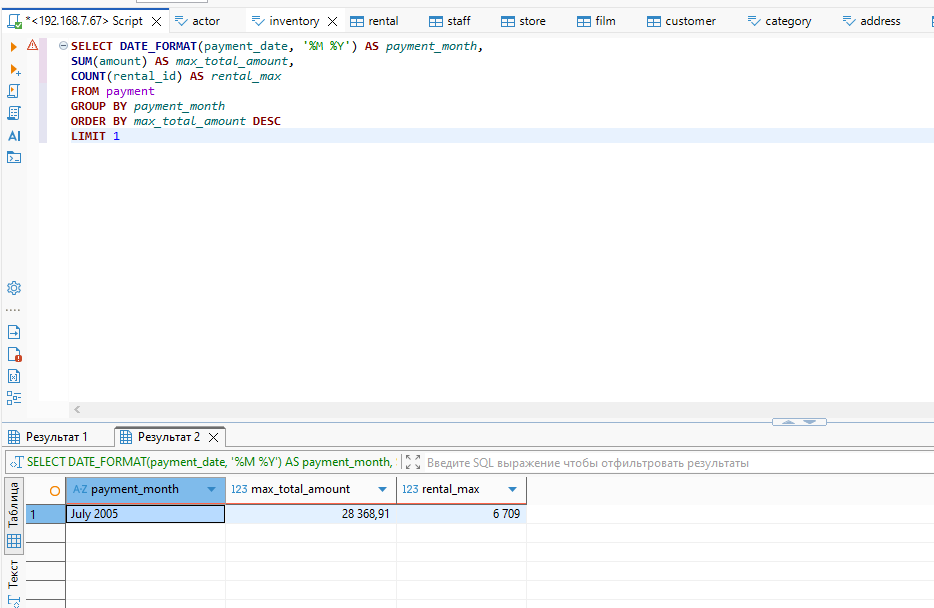 *<192.168.7.67> Script actor inventory rental staff store film customer category address
SELECT DATE_FORMAT(payment_date, '%M %Y') AS payment_month,
SUM(amount) AS max_total_amount,
COUNT(rental_id) AS rental_max
FROM payment
GROUP BY payment_month
ORDER BY max_total_amount DESC
LIMIT 1
AI
Результат 1 Результат 2
SELECT DATE_FORMAT(payment_date, '%M %Y') AS payment_month, Введите SQL выражение чтобы отфильтровать результаты
Таблица
Текст
A-Z payment_month 123 max_total_amount 123 rental_max
1 July 2005 28 368,91 6 709